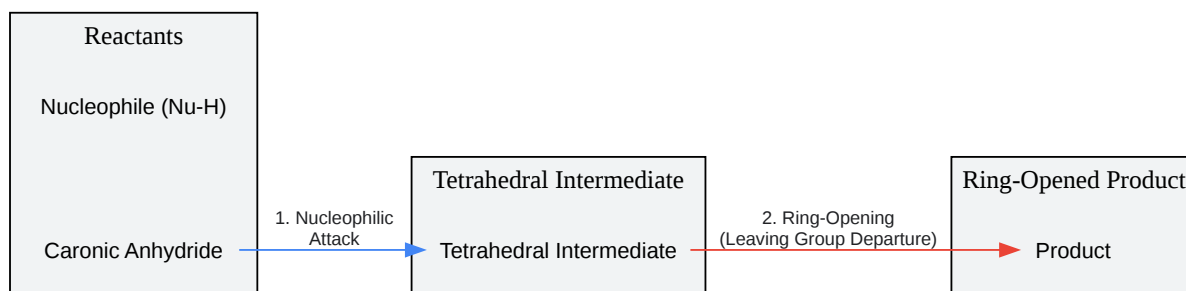 Reactants
Nucleophile (Nu-H)
Caronic Anhydride
1. Nucleophilic
Attack
Tetrahedral Intermediate
Tetrahedral Intermediate
2. Ring-Opening
(Leaving Group Departure)
Ring-Opened Product
Product